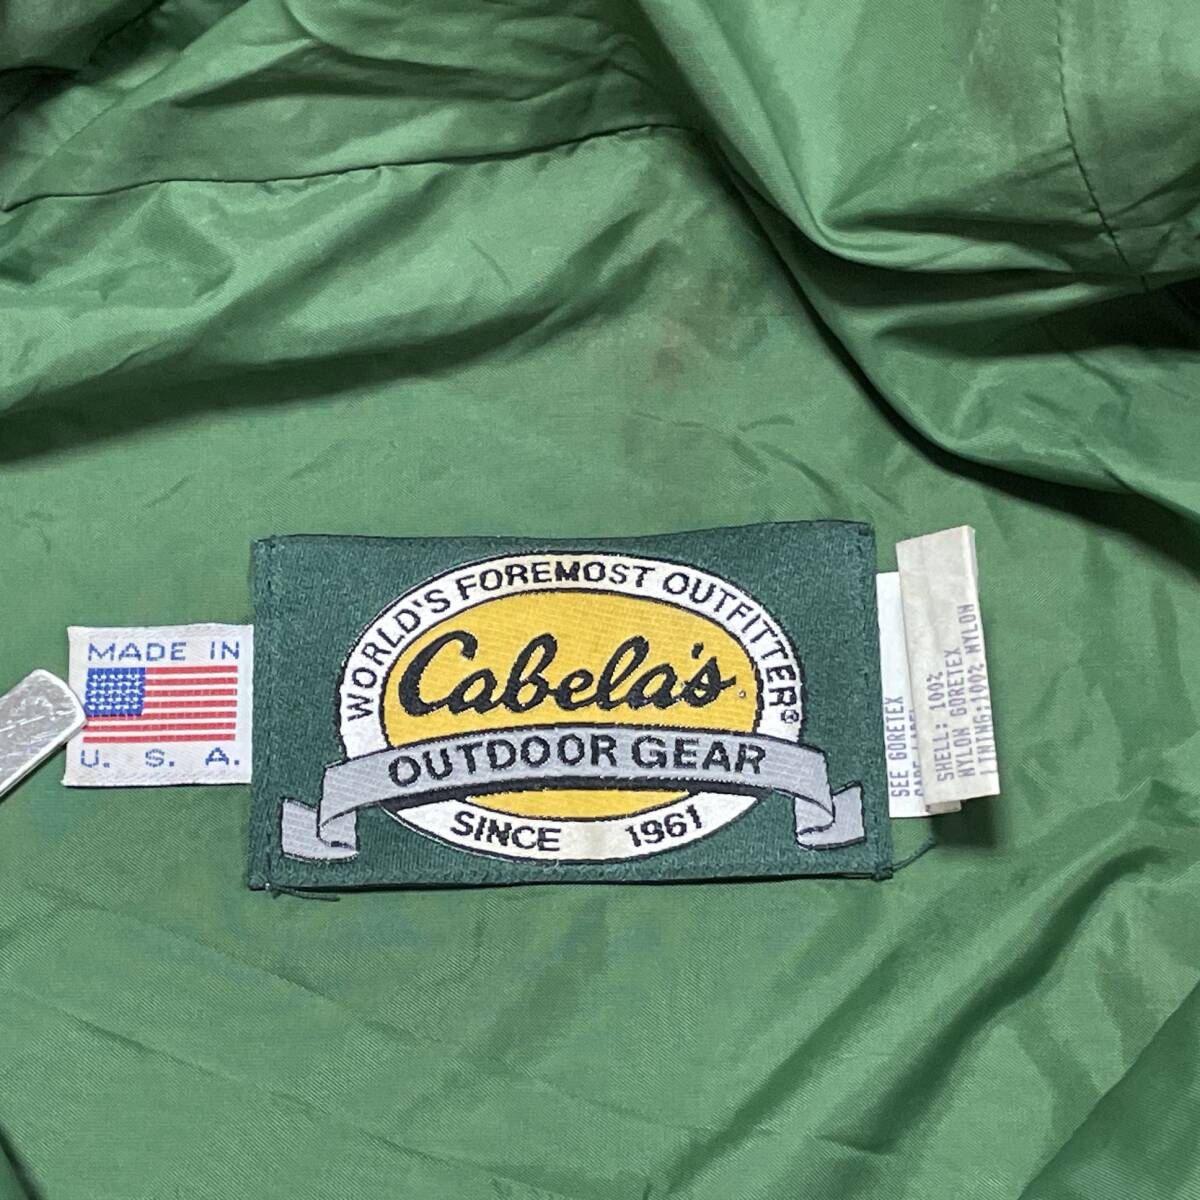 MADE IN
U. S. A.
WORLD'S FOREMOST OUTFITTER®
Cabela's
OUTDOOR GEAR
SINCE 1961
SEE GORETEX
SHELL: 100%
NYLON GORETEX
LINING:100% NYLON